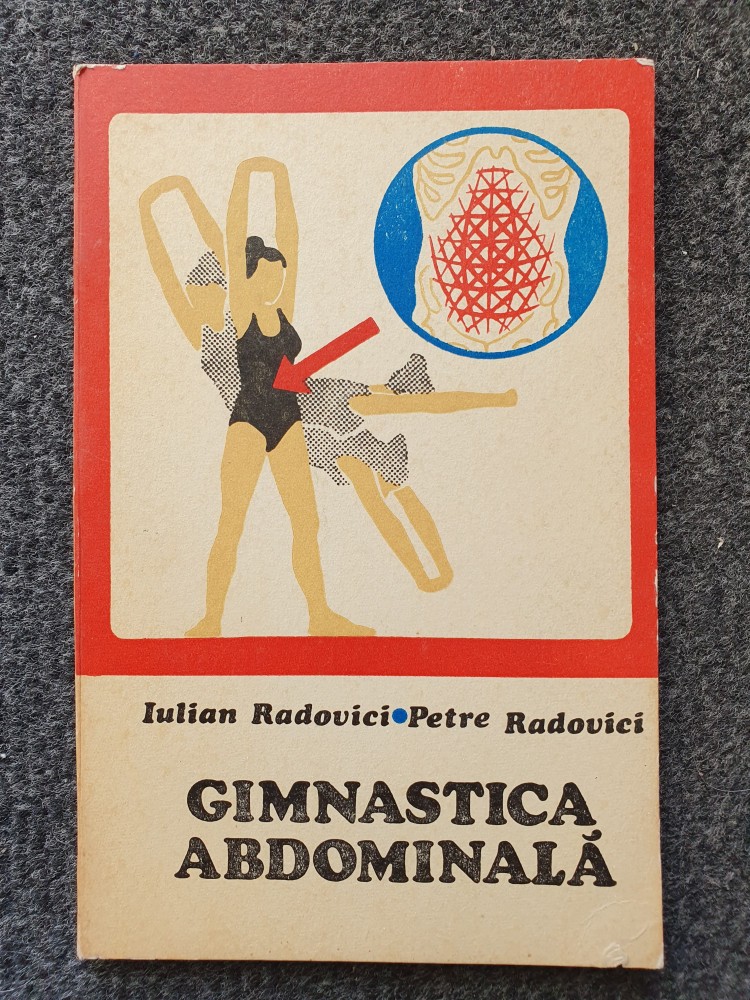 Iulian Radovici • Petre Radovici
GIMNASTICA
ABDOMINALĂ